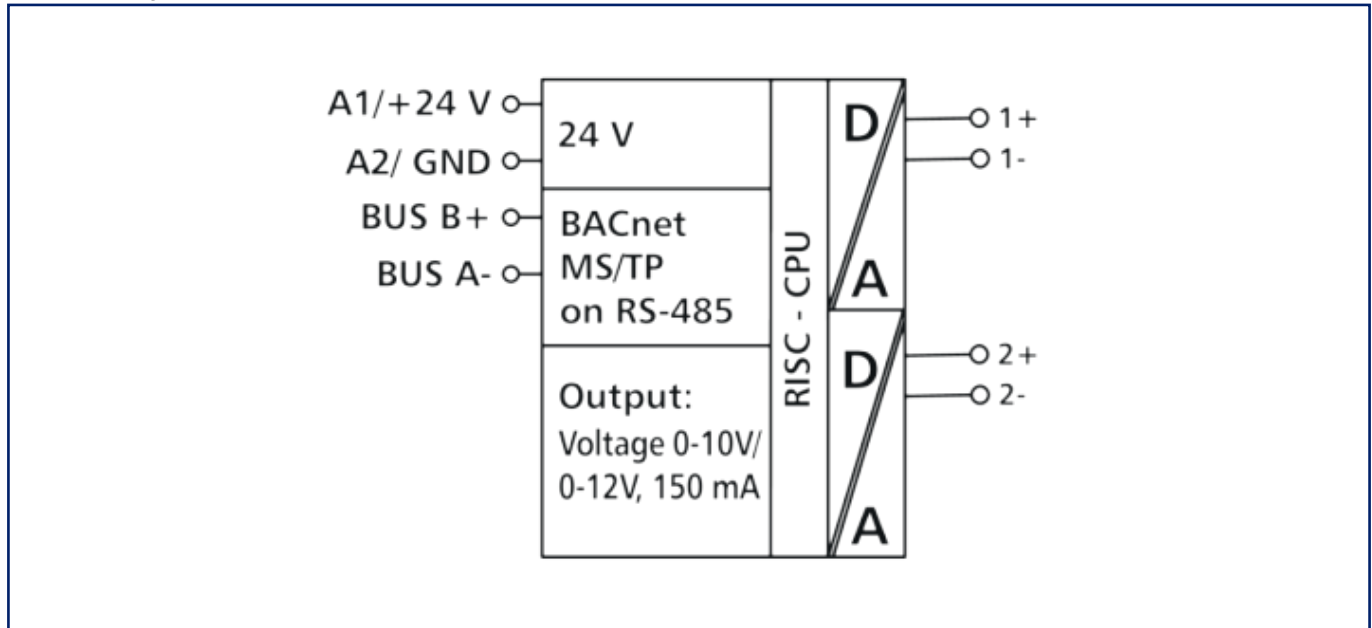 A1/+24 V
A2/ GND
BUS B+
BUS A-
24 V
BACnet
MS/TP
on RS-485
Output:
Voltage 0-10V/
0-12V, 150 mA
RISC - CPU
D
A
D
A
1+
1-
2+
2-